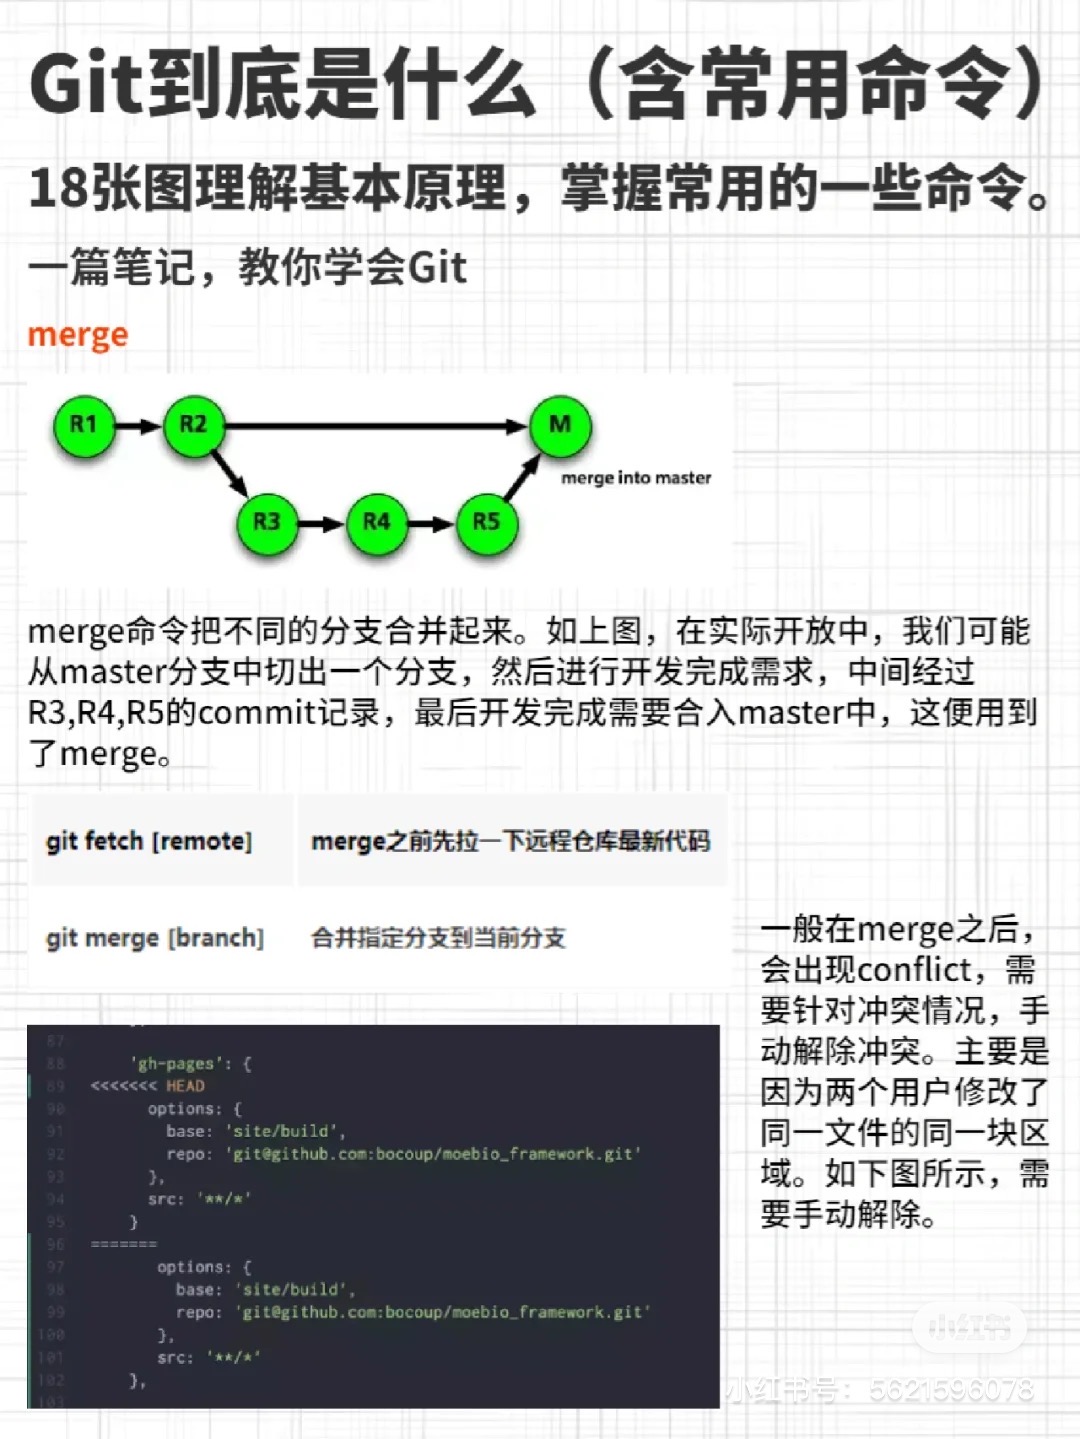 Git到底是什么（含常用命令）
18张图理解基本原理，掌握常用的一些命令。
一篇笔记，教你学会Git
merge
R1
R2
M
merge into master
R3
R4
R5
merge命令把不同的分支合并起来。如上图，在实际开放中，我们可能
从master分支中切出一个分支，然后进行开发完成需求，中间经过
R3,R4,R5的commit记录，最后开发完成需要合入master中，这便用到
了merge。
git fetch [remote]
merge之前先拉一下远程仓库最新代码
git merge [branch]
合并指定分支到当前分支
一般在merge之后，
会出现conflict，需
要针对冲突情况，手
动解除冲突。主要是
因为两个用户修改了
同一文件的同一块区
域。如下图所示，需
要手动解除。
87
88 'gh-pages': {
89 <<<<<<< HEAD
90 options: {
91 base: 'site/build',
92 repo: 'git@github.com:bocoup/moebio_framework.git'
93 },
94 src: '**/*'
95 }
96 =======
97 options: {
98 base: 'site/build',
99 repo: 'git@github.com:bocoup/moebio_framework.git'
100 },
101 src: '**/*'
102 },
103
小红书
小红书号：5621596078